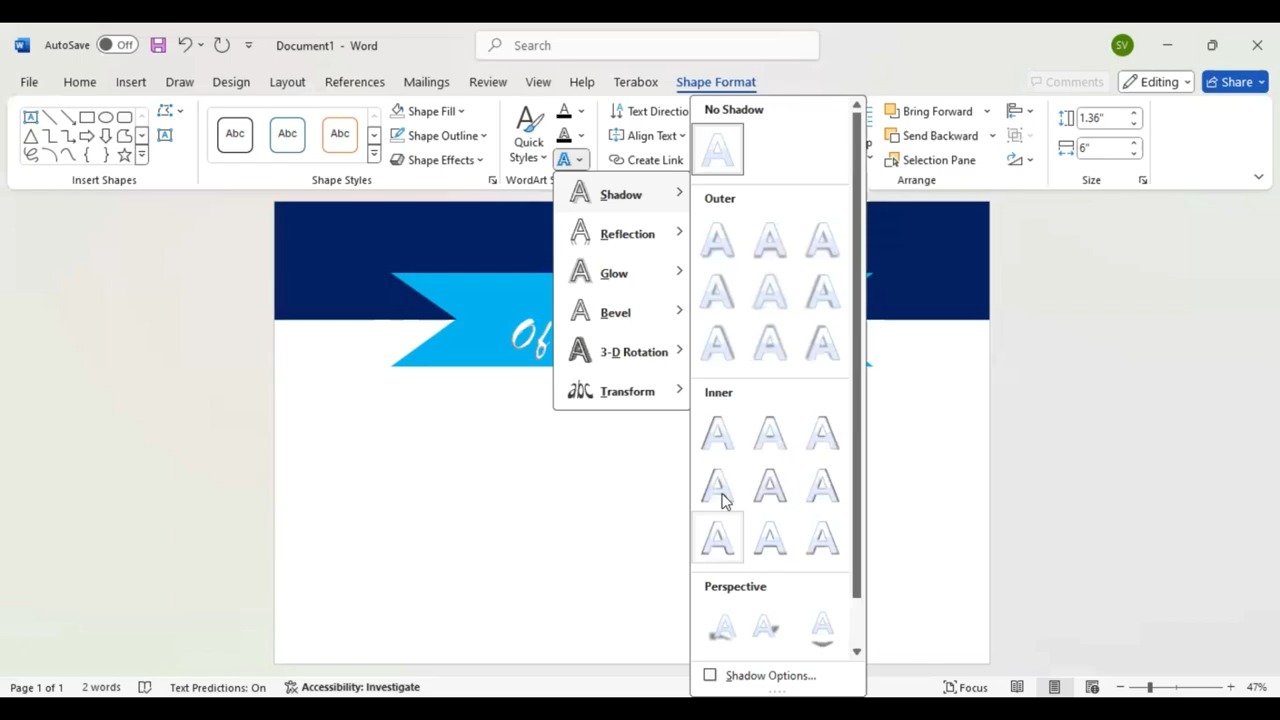 AutoSave Off Document1 - Word Search SV
File Home Insert Draw Design Layout References Mailings Review View Help Terabox Shape Format Comments Editing Share
Abc Abc Abc
Shape Fill
Shape Outline
Shape Effects
Quick
Styles
Text Directio
Align Text
Create Link
Bring Forward
Send Backward
Selection Pane
1.36"
6"
Insert Shapes Shape Styles WordArt S Arrange Size
Shadow
Reflection
Glow
Bevel
3-D Rotation
abc Transform
No Shadow
Outer
Inner
Perspective
Shadow Options...
Of
Page 1 of 1 2 words Text Predictions: On Accessibility: Investigate Focus 47%